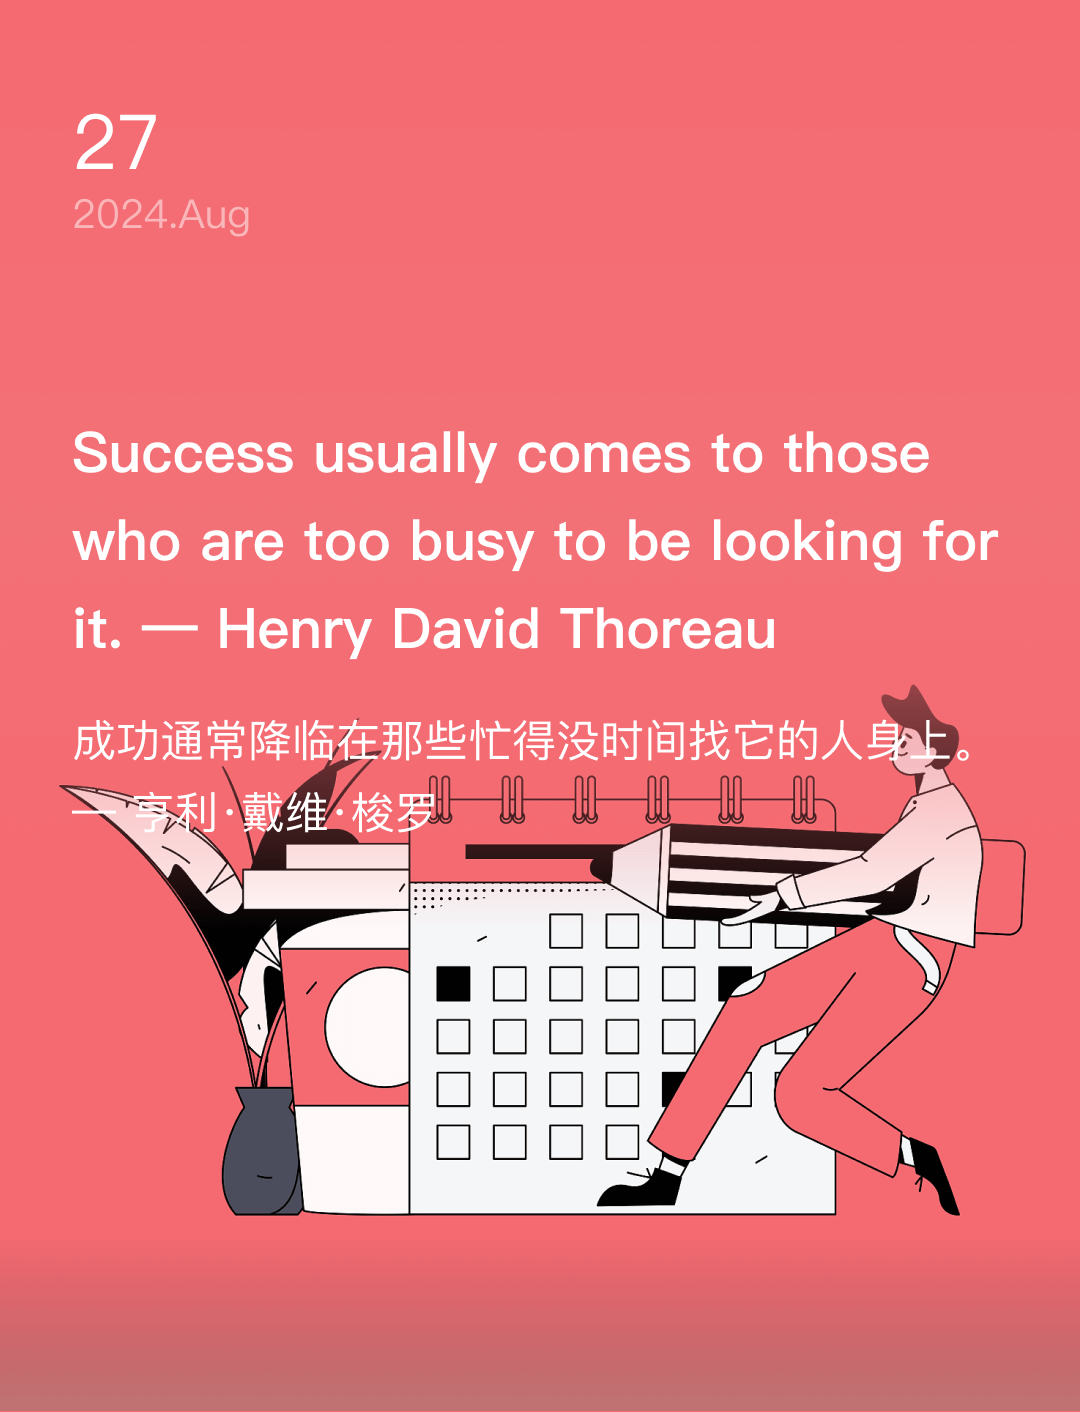 27
2024.Aug
Success usually comes to those
who are too busy to be looking for
it. — Henry David Thoreau
成功通常降临在那些忙得没时间找它的人身上。
— 亨利·戴维·梭罗